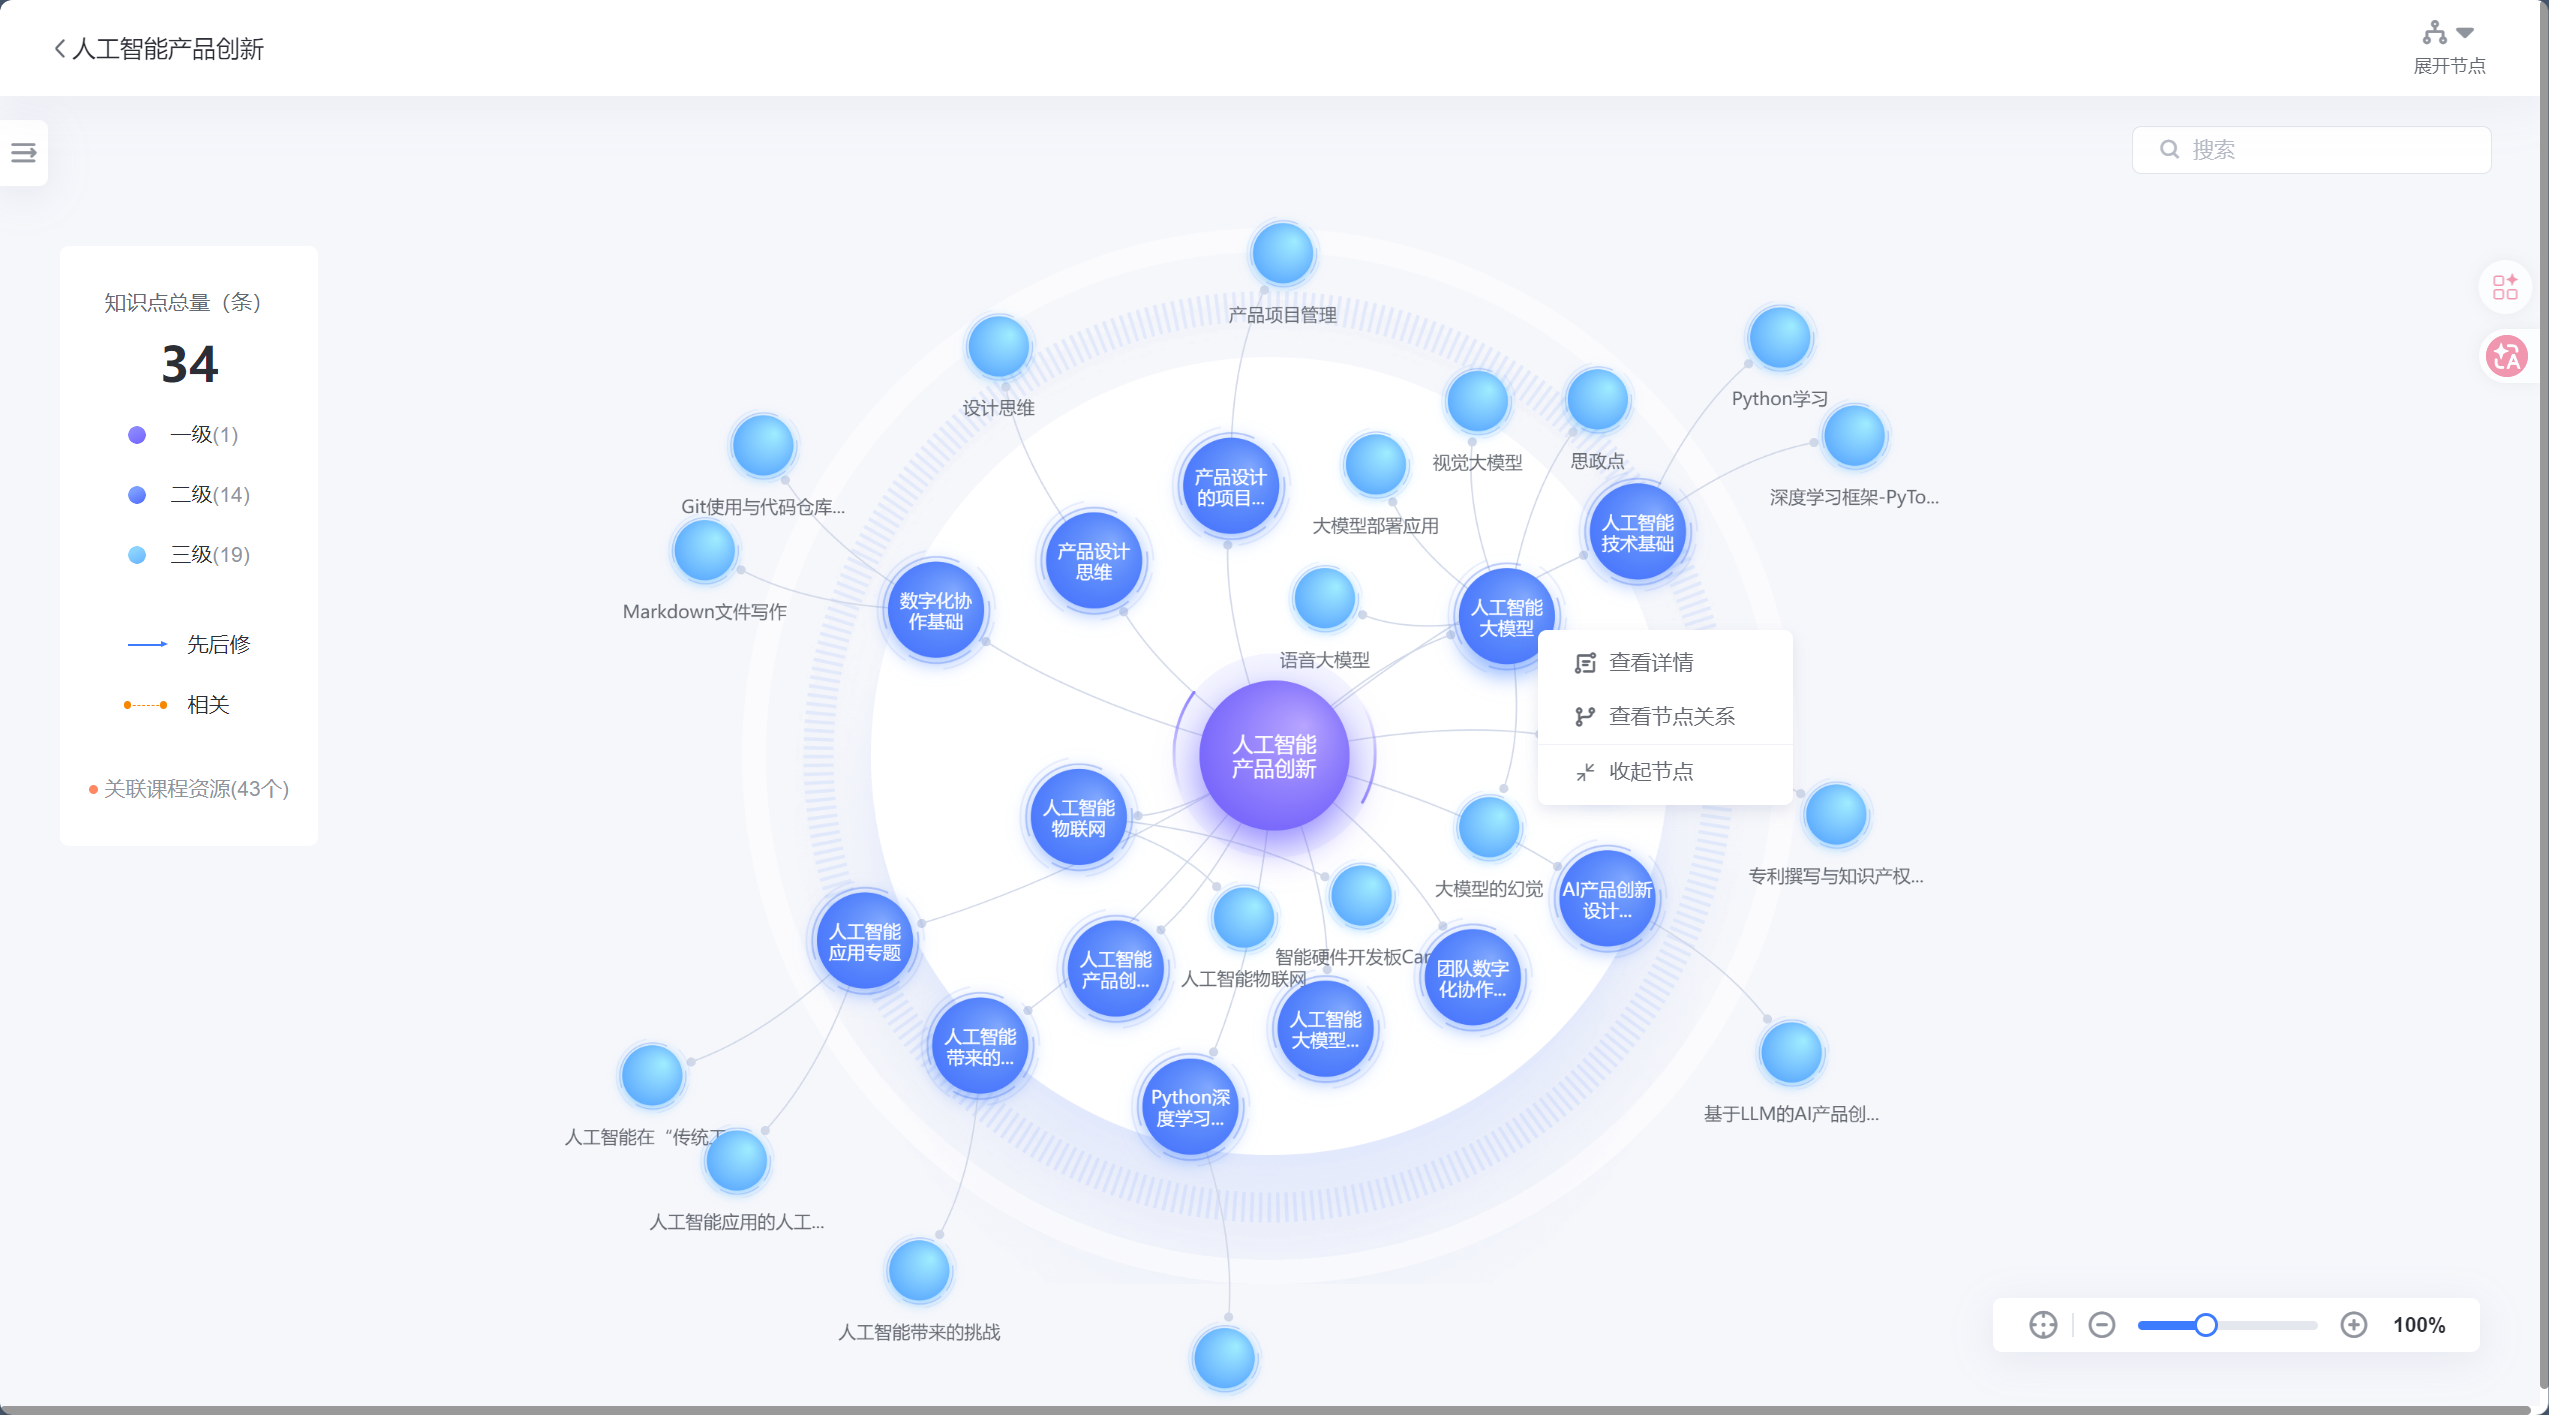 人工智能产品创新
展开节点
搜索
知识点总量（条）
34
一级(1)
二级(14)
三级(19)
先后修
相关
关联课程资源(43个)
产品项目管理
设计思维
Python学习
视觉大模型
思政点
产品设计
的项目...
Git使用与代码仓库...
深度学习框架-PyTo...
大模型部署应用
人工智能
技术基础
产品设计
思维
数字化协
作基础
Markdown文件写作
人工智能
大模型
语音大模型
查看详情
查看节点关系
收起节点
人工智能
产品创新
人工智能
物联网
大模型的幻觉
专利撰写与知识产权...
AI产品创新
设计...
人工智能
应用专题
人工智能
产品创...
人工智能物联网
智能硬件开发板Can
团队数字
化协作...
人工智能
大模型...
人工智能
带来的...
Python深
度学习...
基于LLM的AI产品创...
人工智能在“传统工
人工智能应用的人工...
人工智能带来的挑战
100%